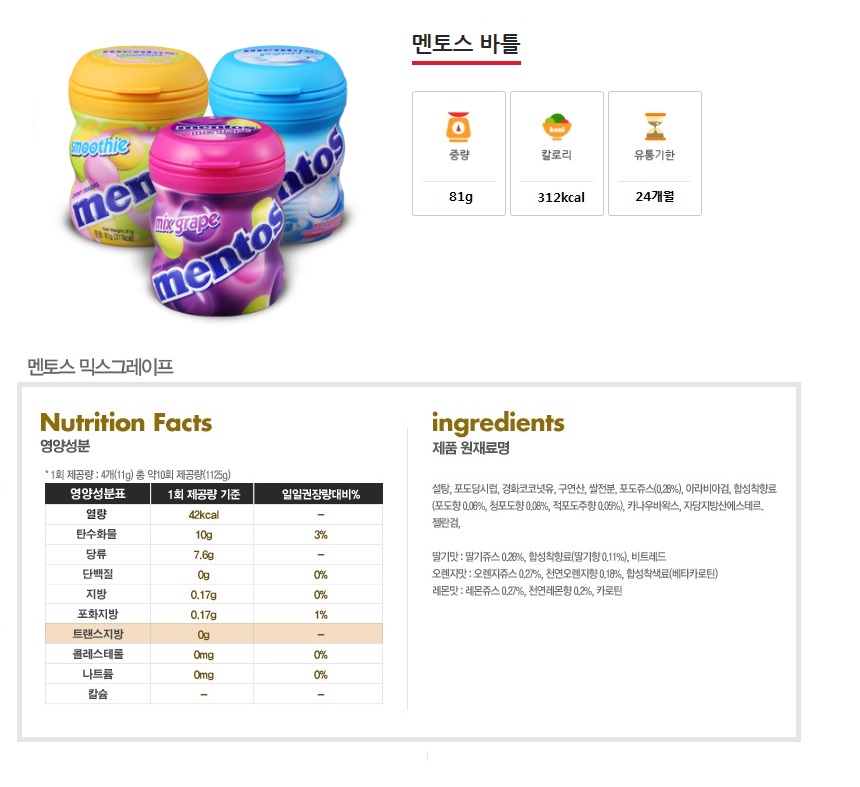 멘토스 바틀
중량
칼로리
유통기한
81g
312kcal
24개월
smoothie
mentos
mix grape
mentos
mentos
멘토스 믹스그레이프
Nutrition Facts
영양성분
* 1회 제공량 : 4개(11g) 총 약10회 제공량(1125g)
영양성분표 1회 제공량 기준 일일권장량대비%
열량 42kcal –
탄수화물 10g 3%
당류 7.6g –
단백질 0g 0%
지방 0.17g 0%
포화지방 0.17g 1%
트랜스지방 0g –
콜레스테롤 0mg 0%
나트륨 0mg 0%
칼슘 – –
ingredients
제품 원재료명
설탕, 포도당시럽, 경화코코넛유, 구연산, 쌀전분, 포도쥬스(0.28%), 아라비아검, 합성착향료
(포도향 0.06%, 청포도향 0.06%, 적포도주향 0.05%), 카나우바왁스, 자당지방산에스테르,
젤란검,
딸기맛 : 딸기쥬스 0.26%, 합성착향료(딸기향 0.11%), 비트레드
오렌지맛 : 오렌지쥬스 0.27%, 천연오렌지향 0.18%, 합성착색료(베타카로틴)
레몬맛 : 레몬쥬스 0.27%, 천연레몬향 0.2%, 카로틴